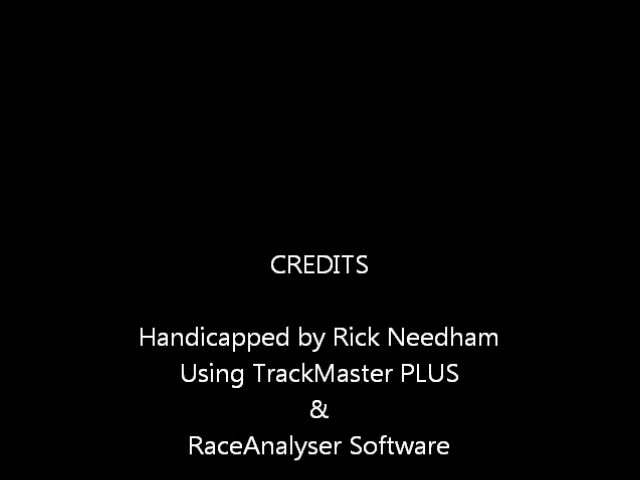 CREDITS
Handicapped by Rick Needham
Using TrackMaster PLUS
&
RaceAnalyser Software